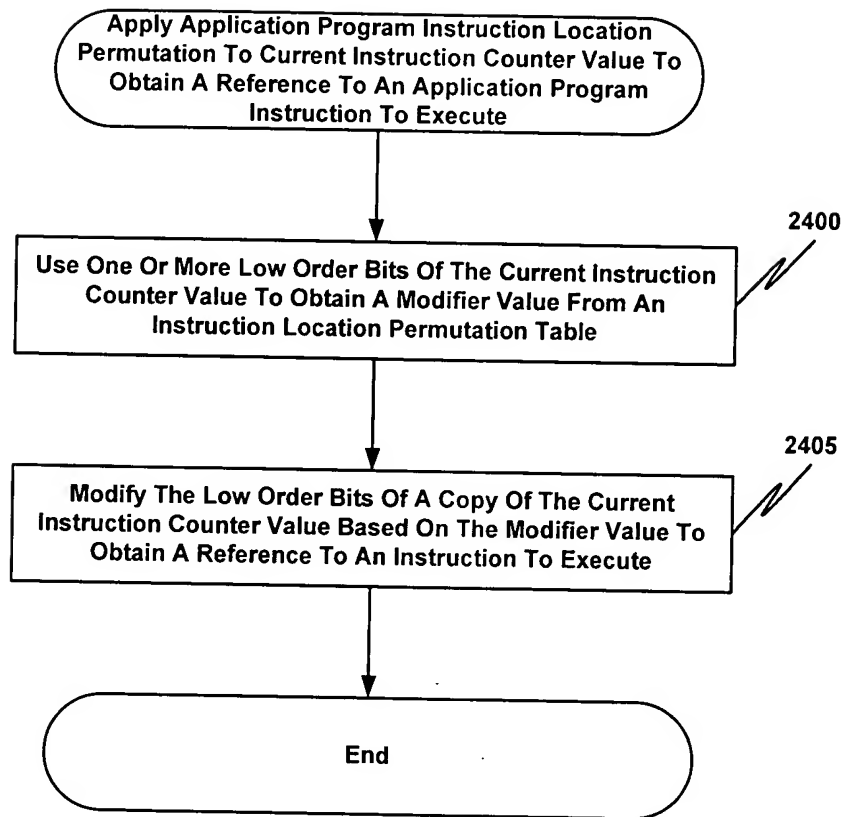 Apply Application Program Instruction Location
Permutation To Current Instruction Counter Value To
Obtain A Reference To An Application Program
Instruction To Execute
2400
Use One Or More Low Order Bits Of The Current Instruction
Counter Value To Obtain A Modifier Value From An
Instruction Location Permutation Table
2405
Modify The Low Order Bits Of A Copy Of The Current
Instruction Counter Value Based On The Modifier Value To
Obtain A Reference To An Instruction To Execute
End